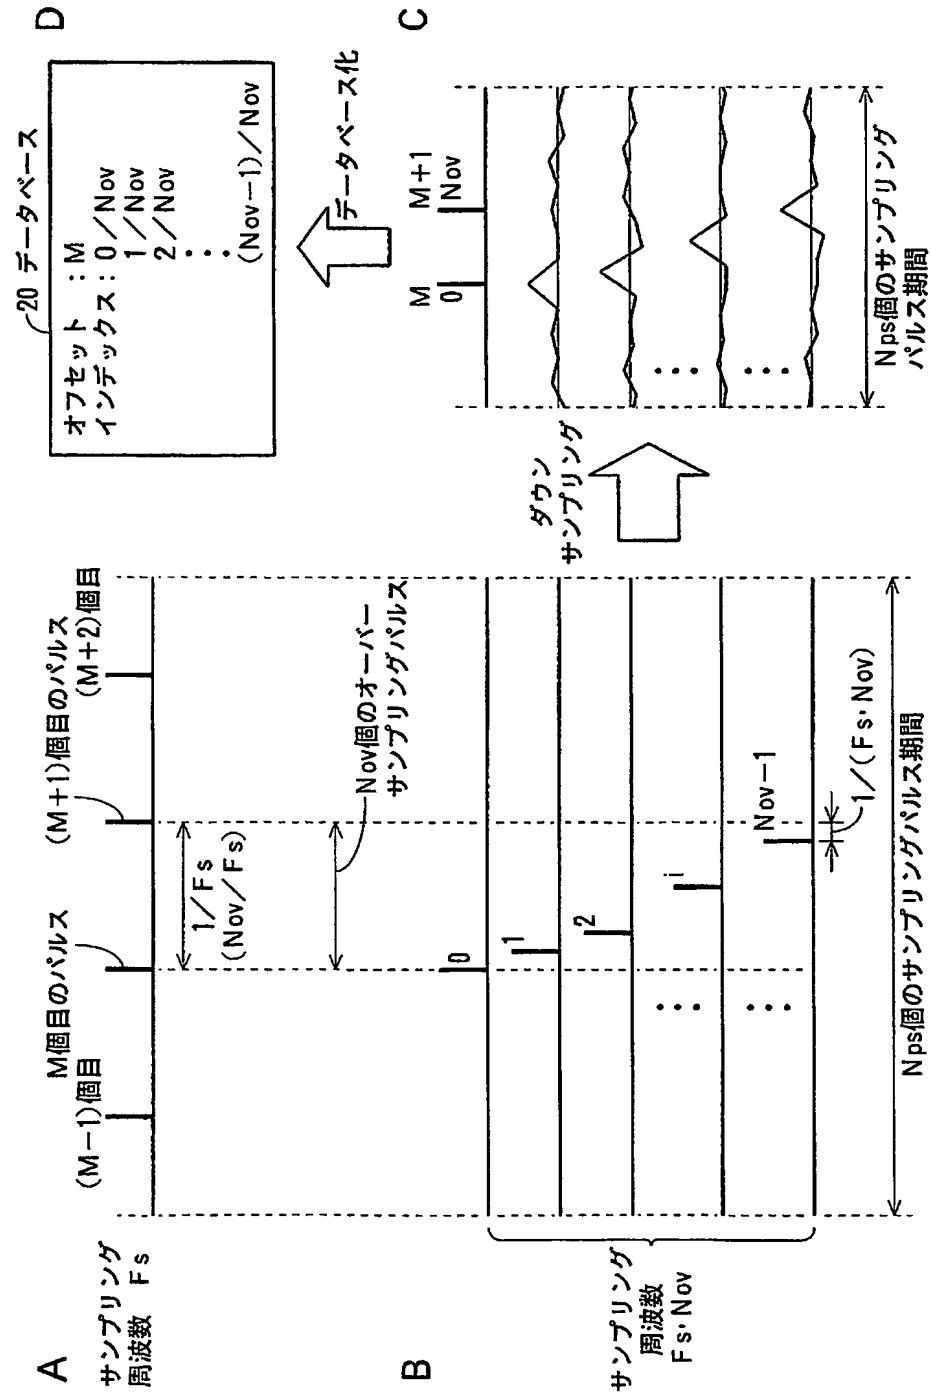 A
サンプリング
周波数 Fs
(M−1)個目
M個目のパルス
(M+1)個目のパルス
(M+2)個目
1/Fs
(Nov/Fs)
Nov個のオーバー
サンプリングパルス
B
サンプリング
周波数
Fs·Nov
0
1
2
i
Nov−1
1/(Fs·Nov)
Nps個のサンプリングパルス期間
ダウン
サンプリング
C
M
0
M+1
Nov
Nps個のサンプリング
パルス期間
データベース化
D
20 データベース
オフセット :M
インデックス:0/Nov
1/Nov
2/Nov
(Nov−1)/Nov